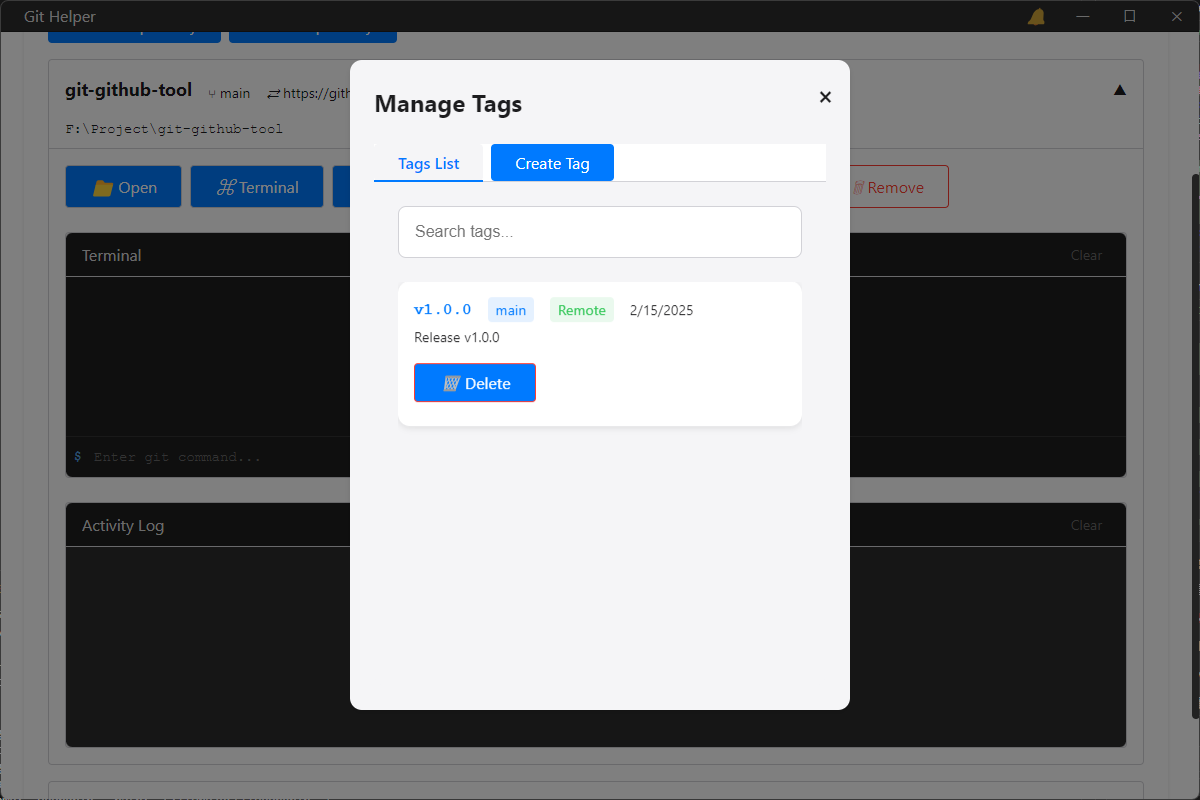 Git Helper
git-github-tool
main
https://gith
F:\Project\git-github-tool
Open
Terminal
Remove
Terminal
Clear
$ Enter git command...
Activity Log
Clear
Manage Tags
×
Tags List
Create Tag
Search tags...
v1.0.0 main Remote 2/15/2025
Release v1.0.0
Delete